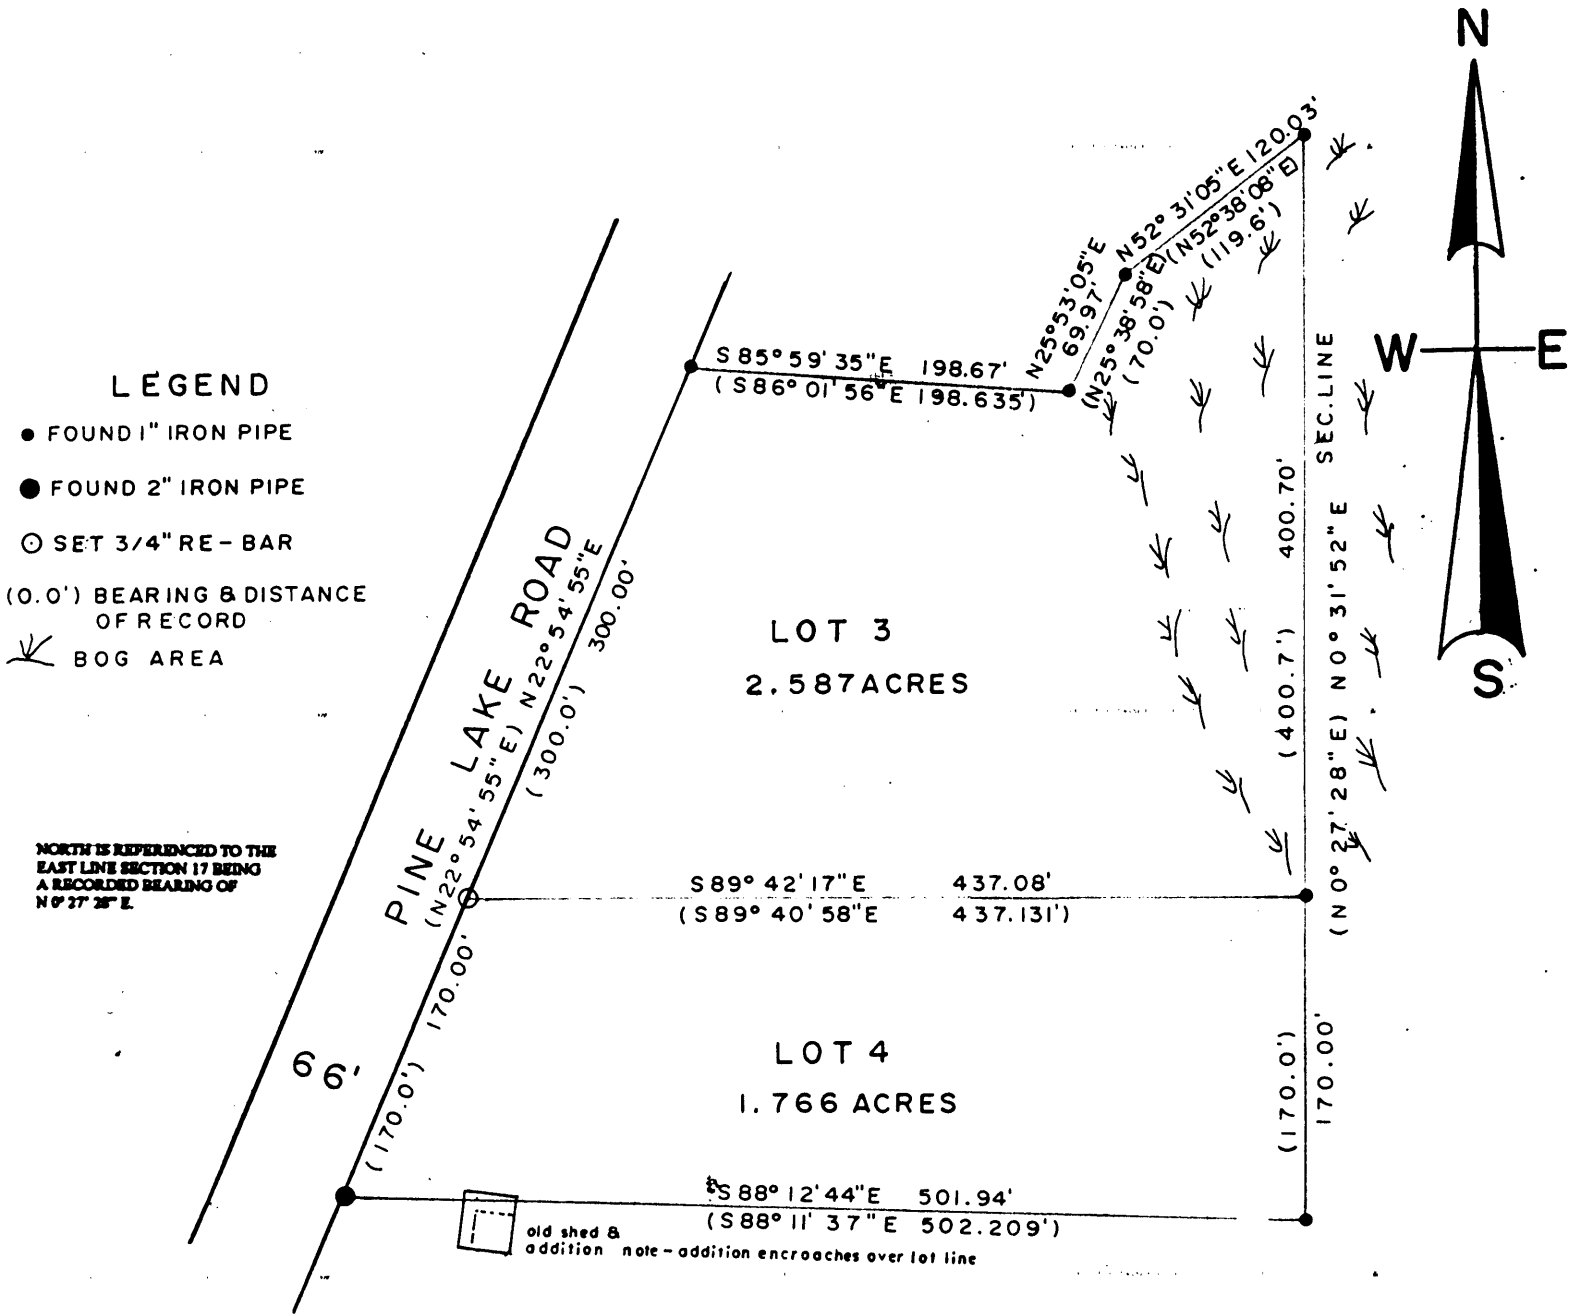 N
W E
S
N52° 31'05"E 120.03'
(N52°38'08"E)
(119.6')
N25°53'05"E
69.97'
(N25°38'58"E)
(70.0')
S85°59'35"E 198.67'
(S86°01'56"E 198.635')
LEGEND
FOUND 1" IRON PIPE
FOUND 2" IRON PIPE
SET 3/4" RE-BAR
(0.0') BEARING & DISTANCE
OF RECORD
BOG AREA
PINE LAKE ROAD
(N22°54'55"E) N22°54'55"E
(300.0') 300.00'
LOT 3
2.587 ACRES
(400.7') 400.70'
SEC. LINE
(N0°27'28"E) N0°31'52"E
NORTH IS REFERENCED TO THE
EAST LINE SECTION 17 BEING
A RECORDED BEARING OF
N 0° 27' 28" E.
S89°42'17"E 437.08'
(S89°40'58"E 437.131')
66'
(170.0') 170.00'
LOT 4
1.766 ACRES
(170.0')
170.00'
S88°12'44"E 501.94'
(S88°11'37"E 502.209')
old shed &
addition note-addition encroaches over lot line